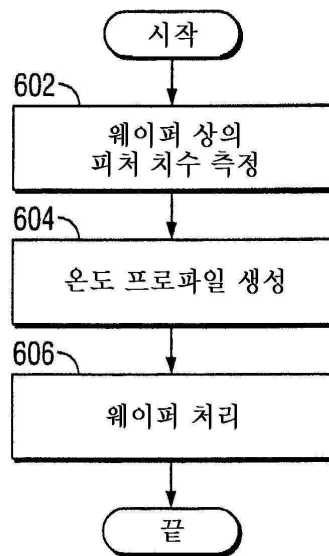 시작
602
웨이퍼 상의
피처 치수 측정
604
온도 프로파일 생성
606
웨이퍼 처리
끝